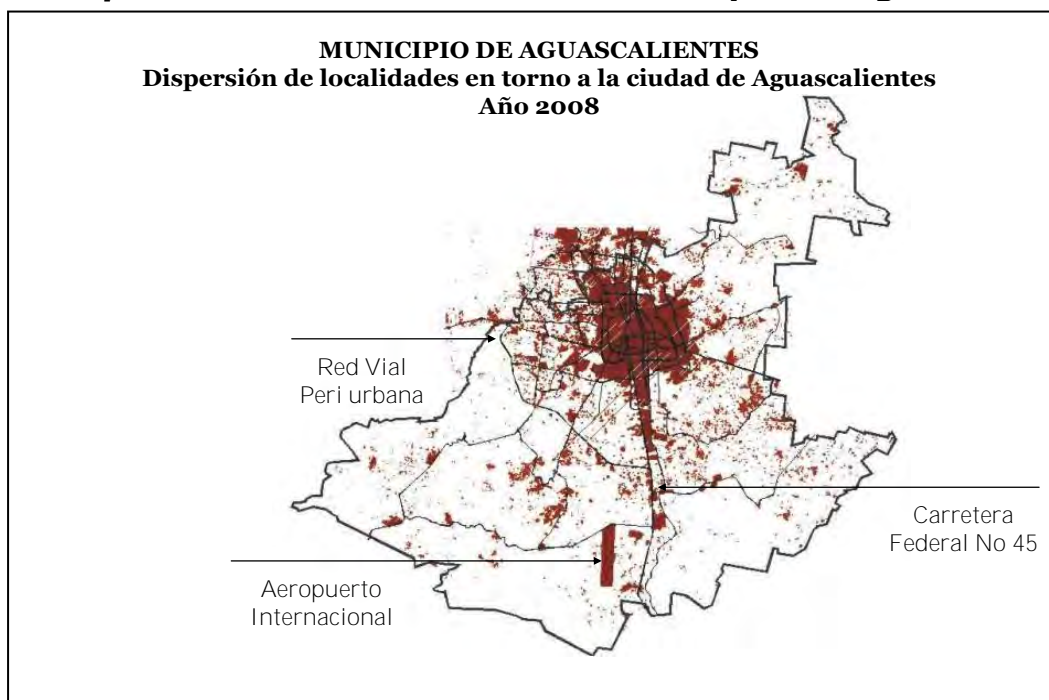 MUNICIPIO DE AGUASCALIENTES
Dispersión de localidades en torno a la ciudad de Aguascalientes
Año 2008
Red Vial
Peri urbana
Carretera
Federal No 45
Aeropuerto
Internacional